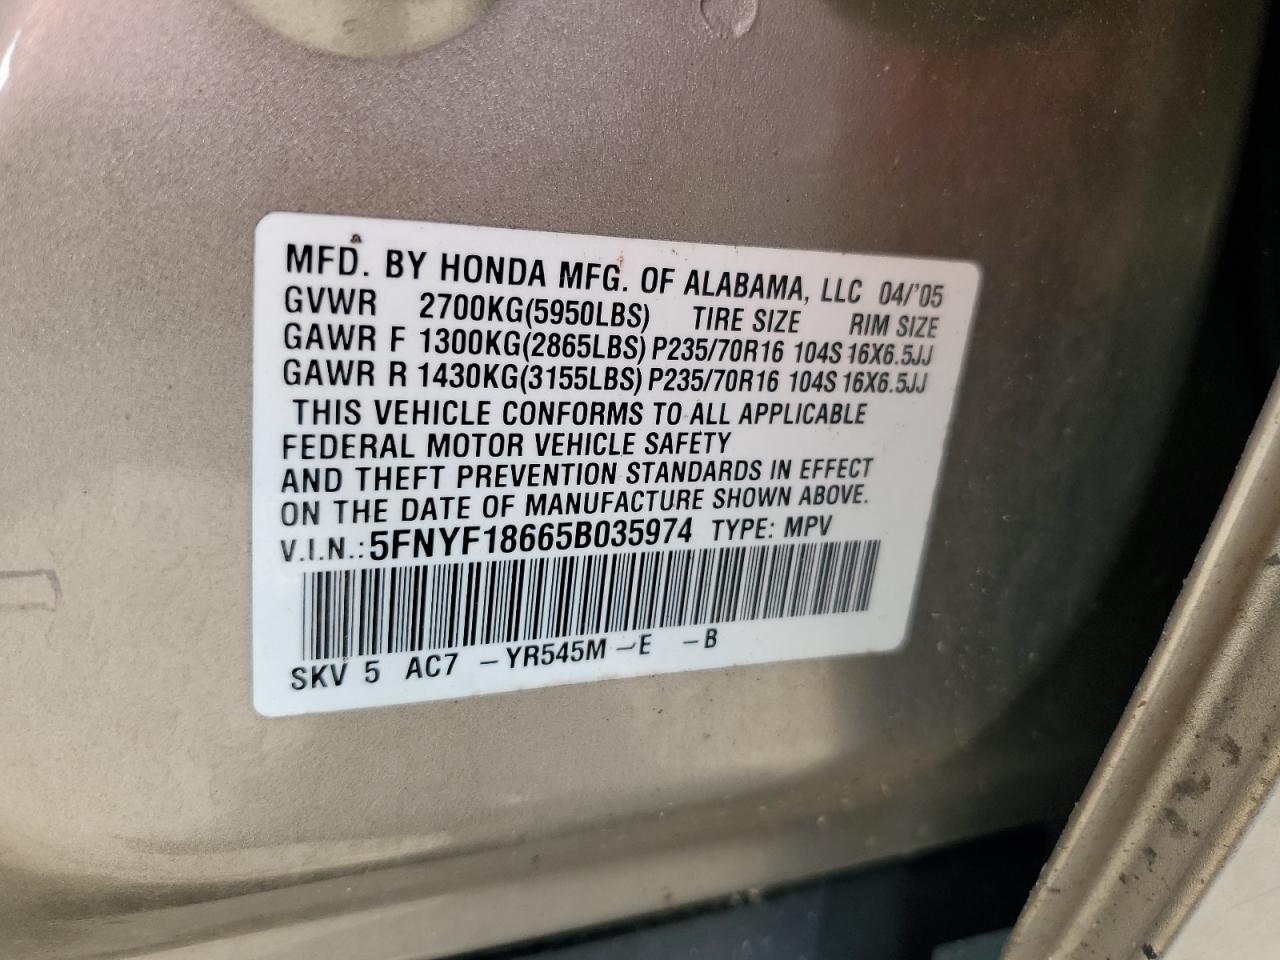 MFD. BY HONDA MFG. OF ALABAMA, LLC 04/'05
GVWR 2700KG(5950LBS) TIRE SIZE RIM SIZE
GAWR F 1300KG(2865LBS) P235/70R16 104S 16X6.5JJ
GAWR R 1430KG(3155LBS) P235/70R16 104S 16X6.5JJ
THIS VEHICLE CONFORMS TO ALL APPLICABLE
FEDERAL MOTOR VEHICLE SAFETY
AND THEFT PREVENTION STANDARDS IN EFFECT
ON THE DATE OF MANUFACTURE SHOWN ABOVE.
V.I.N.: 5FNYF18665B035974 TYPE: MPV
SKV 5 AC7 -YR545M -E -B